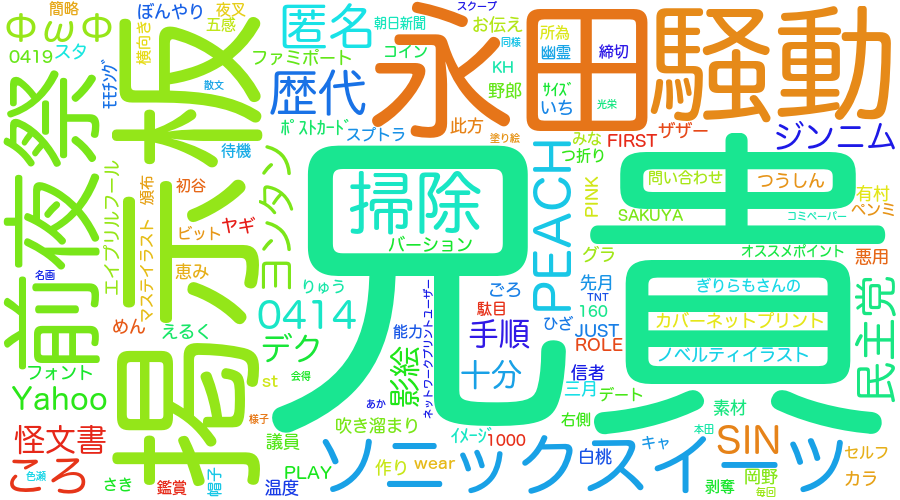 簡略
ぼんやり
夜叉
五感
匿名
朝日新聞
スクープ
お伝え
同様
所為
幽霊
締切
ΦωΦ
横向き
0419
スタ
ﾓﾓﾁﾝｸﾞ
板
散文
ファミポート
コイン
KH
野郎
永田
ｻｲｽﾞ
いち
光栄
騒動
歴代
ﾎﾟｽﾄｶｰﾄﾞ
スプトラ
此方
塗り絵
みな
つ折り
FIRST
ザザー
ジンニム
前夜祭
待機
エイプリルフール
頒布
初谷
マステイラスト
ビット
ヤギ
恵み
ヨンタン
掲示
兄貴
掃除
バージョン
PEACH
PINK
問い合わせ
つうしん
有村
SAKUYA
コミペーパー
ペンミ
グラ
オススメポイント
悪用
名画
りゅう
ごろ
先月
TNT
ぎりらもさんの
めん
えるく
0414
能力
駄目
手順
ひざ
160
JUST
ROLE
カバーネットプリント
民主党
デク
ネットワークプリントユーザー
フォント
ノベルティイラスト
Yahoo
st
会得
影絵
十分
信者
三月
デート
あか
様子
吹き溜まり
右側
素材
怪文書
議員
ｲﾒｰｼﾞ
1000
ソニックスイーツ
キャ
本田
SIN
ころ
色瀬
さき
鑑賞
帽子
温度
PLAY
作り
wear
白桃
剥奪
岡野
毎回
セルフ
カラ